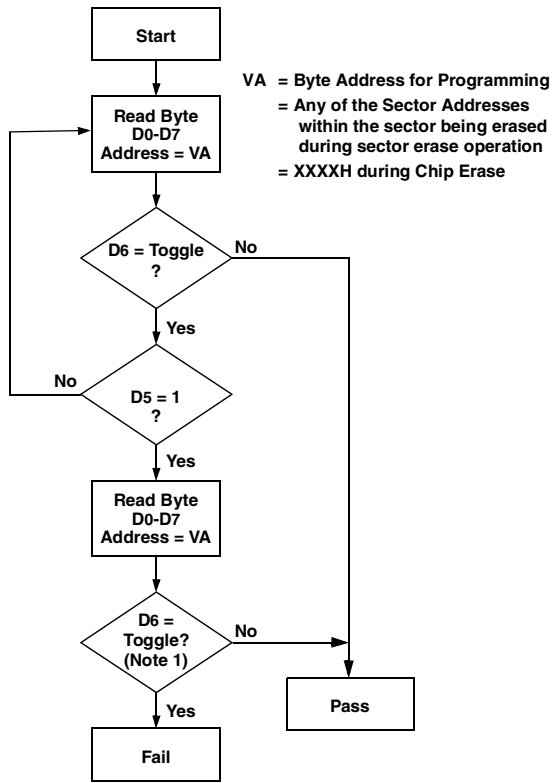 Start
VA = Byte Address for Programming
= Any of the Sector Addresses
within the sector being erased
during sector erase operation
= XXXXH during Chip Erase
Read Byte
D0-D7
Address = VA
D6 = Toggle
?
No
Yes
D5 = 1
?
No
Yes
Read Byte
D0-D7
Address = VA
D6 =
Toggle?
(Note 1)
No
Yes
Pass
Fail